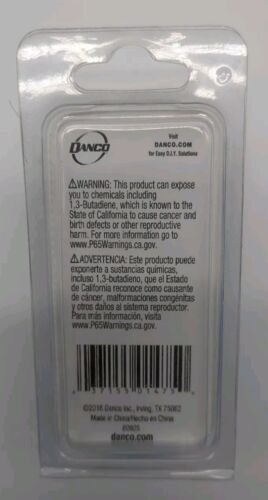 DANCO
Visit
DANCO.COM
for Easy D.I.Y. Solutions
⚠WARNING: This product can expose
you to chemicals including
1,3-Butadiene, which is known to the
State of California to cause cancer and
birth defects or other reproductive
harm. For more information go to
www.P65Warnings.ca.gov.
⚠ADVERTENCIA: Este producto puede
exponerte a sustancias químicas,
incluso 1,3-butadieno, que el Estado
de California reconoce como causante
de cáncer, malformaciones congénitas
y otros daños al sistema reproductor.
Para más información, visita
www.P65Warnings.ca.gov.
©2018 Danco Inc., Irving, TX 75062
Made in China/Hecho en China
danco.com